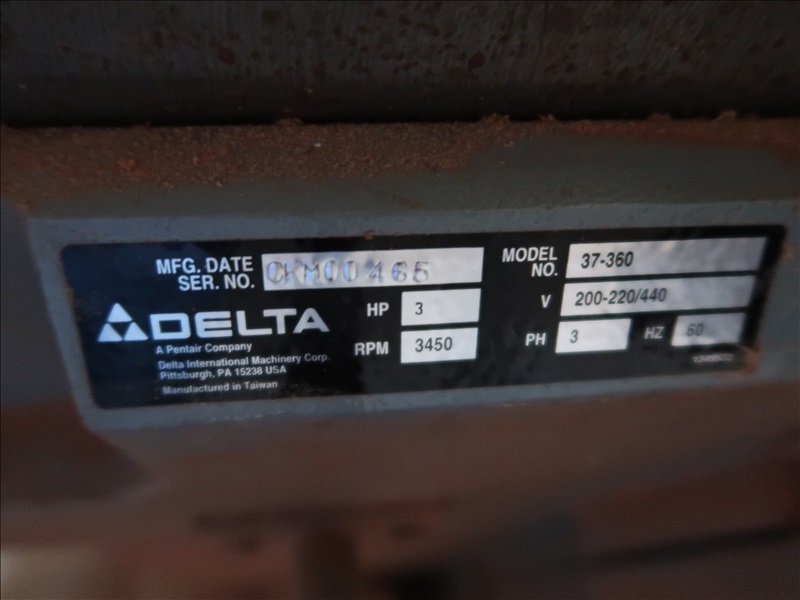 MFG. DATE
SER. NO.
MODEL
NO. 37-360
HP 3
V 200-220/440
DELTA
RPM 3450
PH 3 HZ 60
A Pentair Company
Delta International Machinery Corp.
Pittsburgh, PA 15238 USA
Manufactured in Taiwan